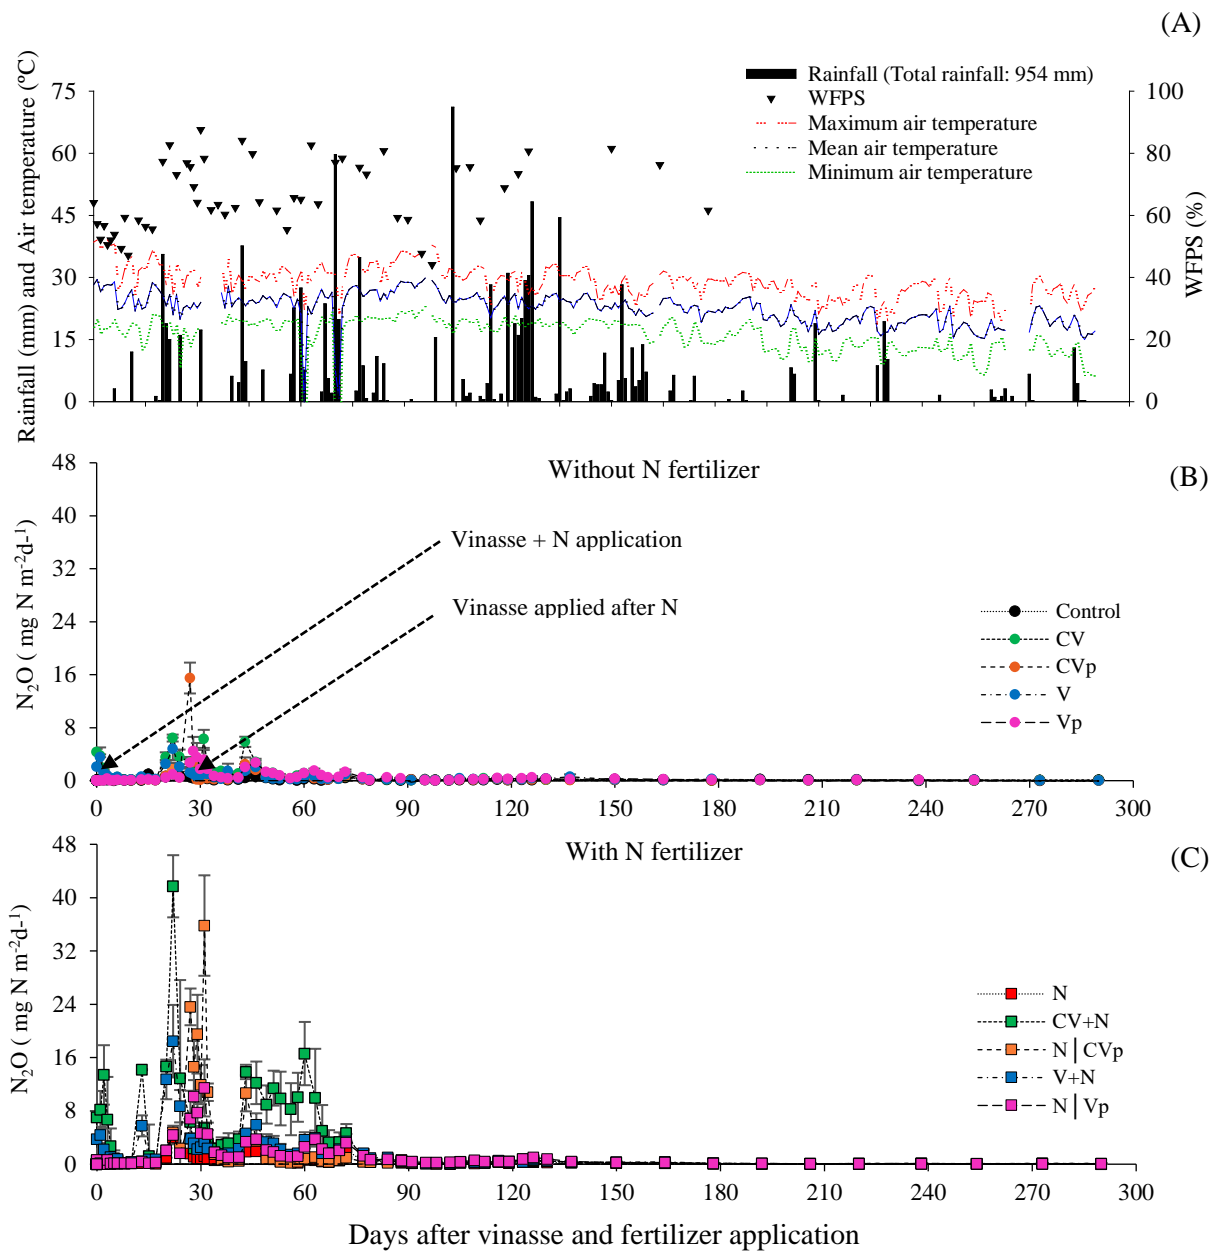 (A)
Rainfall (mm) and Air temperature (ºC)
75
60
45
30
15
0
Rainfall (Total rainfall: 954 mm)
WFPS
Maximum air temperature
Mean air temperature
Minimum air temperature
100
80
60
40
20
0
WFPS (%)
(B)
Without N fertilizer
N₂O ( mg N m⁻²d-¹)
48
40
32
24
16
8
0
Vinasse + N application
Vinasse applied after N
Control
CV
CVp
V
Vp
0 30 60 90 120 150 180 210 240 270 300
(C)
With N fertilizer
N₂O ( mg N m⁻²d-¹)
48
40
32
24
16
8
0
N
CV+N
N│CVp
V+N
N│Vp
0 30 60 90 120 150 180 210 240 270 300
Days after vinasse and fertilizer application